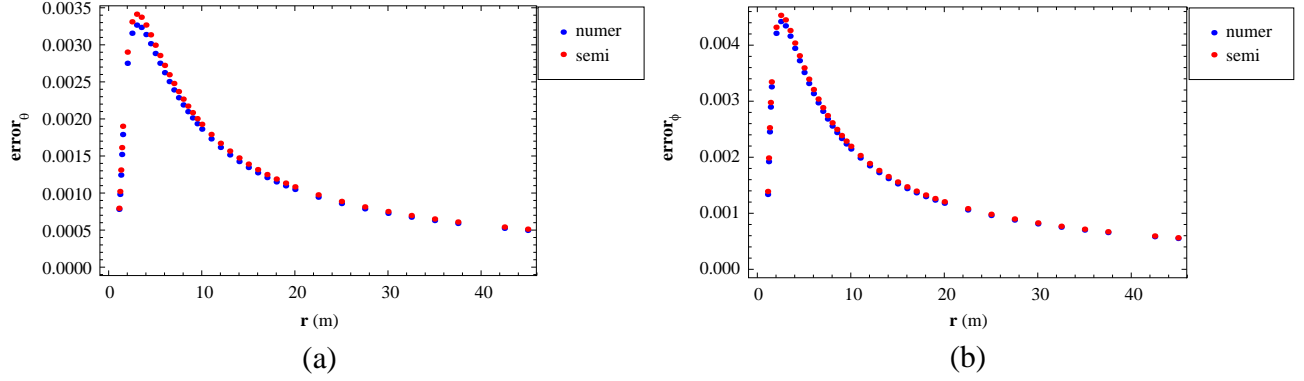 0.0035
0.0030
0.0025
0.0020
0.0015
0.0010
0.0005
0.0000
error_θ
0 10 20 30 40
r (m)
numer
semi
(a)
0.004
0.003
0.002
0.001
0.000
error_ϕ
0 10 20 30 40
r (m)
numer
semi
(b)